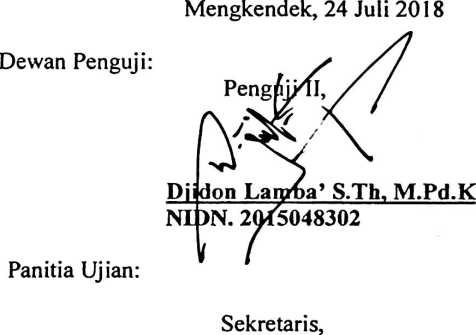 Mengkendek, 24 Juli 2018
Dewan Penguji:
Penguji II,
Djidon Lamba' S.Th, M.Pd.K
NIDN. 2015048302
Panitia Ujian:
Sekretaris,